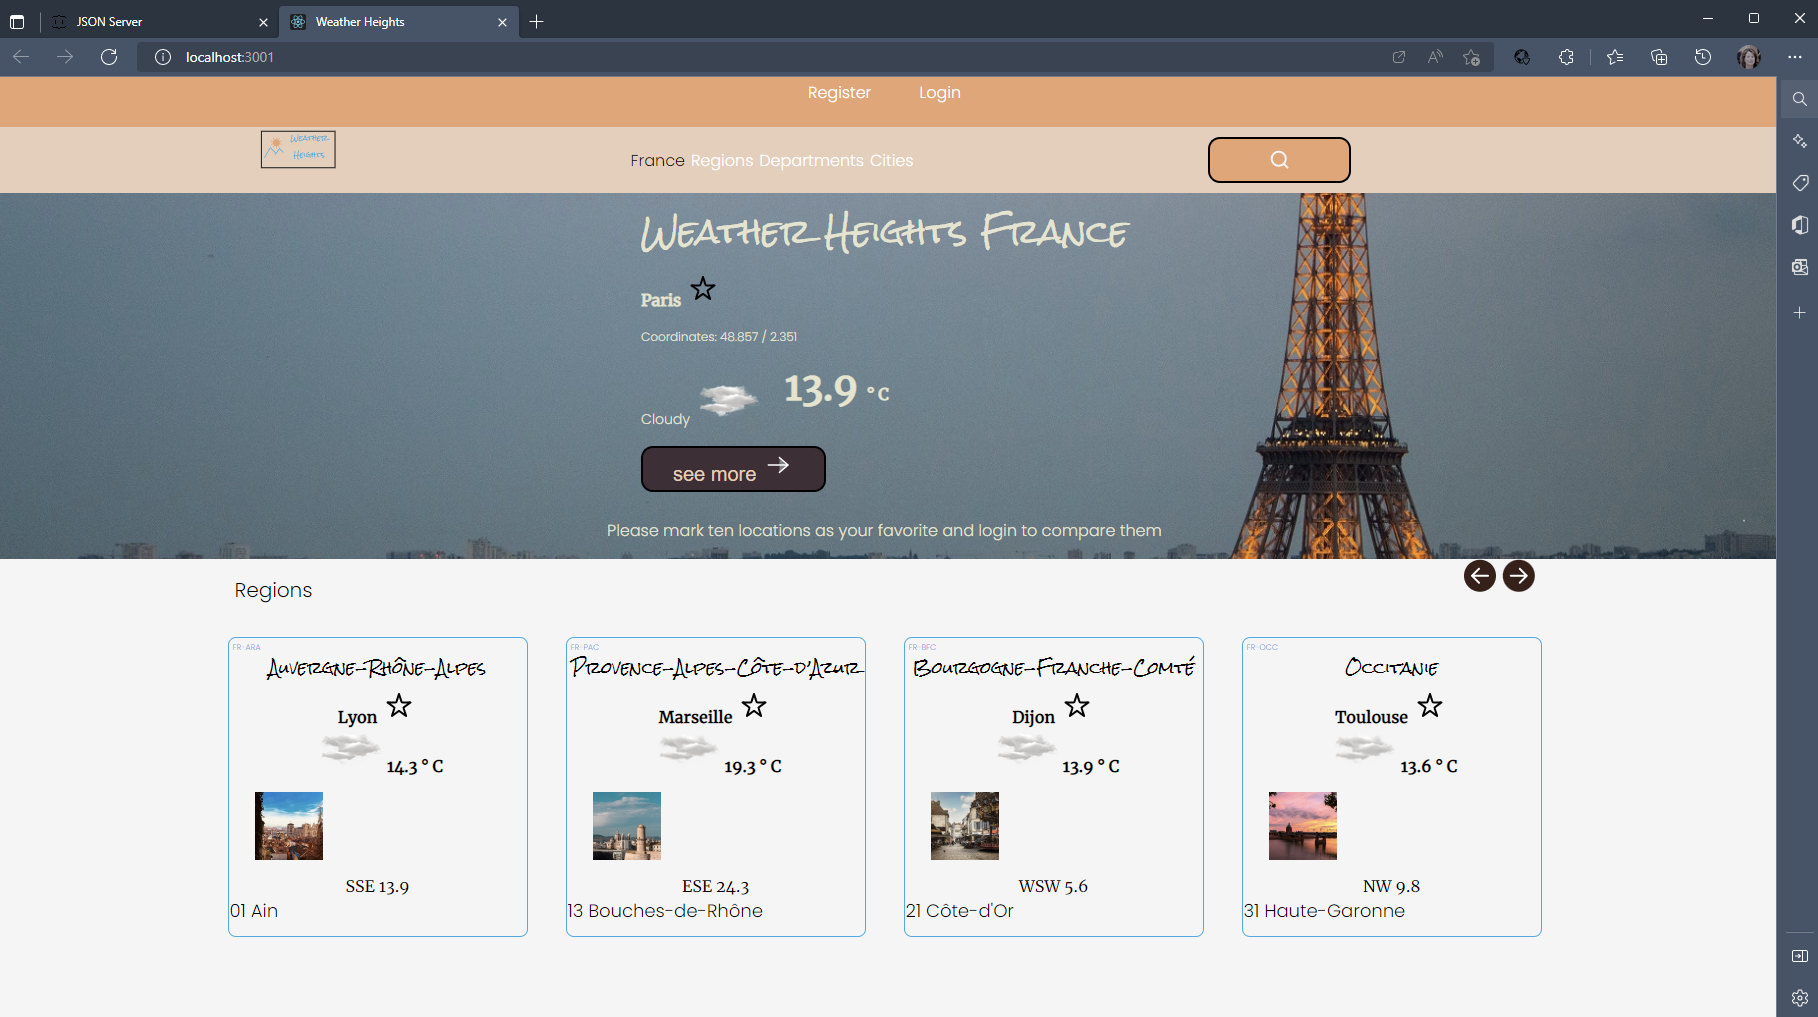 JSON Server
Weather Heights
localhost:3001
Register Login
Weather
Heights
France Regions Departments Cities
Weather Heights France
Paris
Coordinates: 48.857 / 2.351
Cloudy 13.9 ° C
see more
Please mark ten locations as your favorite and login to compare them
Regions
FR-ARA
Auvergne-Rhône-Alpes
Lyon
14.3 ° C
SSE 13.9
01 Ain
FR-PAC
Provence-Alpes-Côte-d'Azur
Marseille
19.3 ° C
ESE 24.3
13 Bouches-de-Rhône
FR-BFC
Bourgogne-Franche-Comté
Dijon
13.9 ° C
WSW 5.6
21 Côte-d'Or
FR-OCC
Occitanie
Toulouse
13.6 ° C
NW 9.8
31 Haute-Garonne